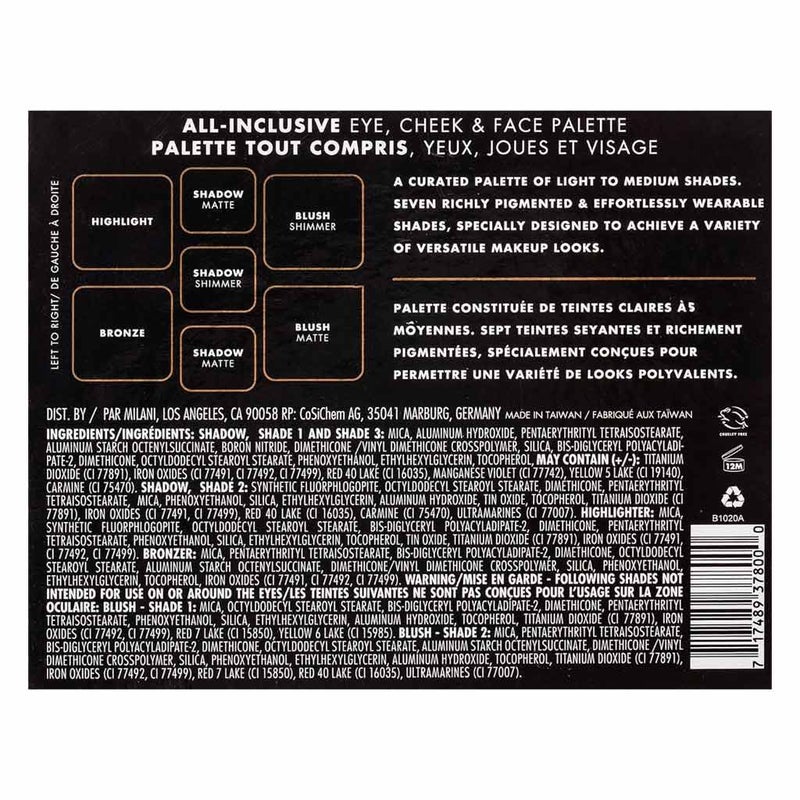 ALL-INCLUSIVE EYE, CHEEK & FACE PALETTE
PALETTE TOUT COMPRIS, YEUX, JOUES ET VISAGE
LEFT TO RIGHT/ DE GAUCHE À DROITE
HIGHLIGHT
SHADOW
MATTE
BLUSH
SHIMMER
SHADOW
SHIMMER
BRONZE
SHADOW
MATTE
BLUSH
MATTE
A CURATED PALETTE OF LIGHT TO MEDIUM SHADES.
SEVEN RICHLY PIGMENTED & EFFORTLESSLY WEARABLE
SHADES, SPECIALLY DESIGNED TO ACHIEVE A VARIETY
OF VERSATILE MAKEUP LOOKS.
PALETTE CONSTITUÉE DE TEINTES CLAIRES À5
MOYENNES. SEPT TEINTES SEYANTES ET RICHEMENT
PIGMENTÉES, SPÉCIALEMENT CONÇUES POUR
PERMETTRE UNE VARIÉTÉ DE LOOKS POLYVALENTS.
DIST. BY / PAR MILANI, LOS ANGELES, CA 90058 RP: CoSiChem AG, 35041 MARBURG, GERMANY MADE IN TAIWAN / FABRIQUÉ AUX TAÏWAN
INGREDIENTS/INGRÉDIENTS: SHADOW, SHADE 1 AND SHADE 3: MICA, ALUMINUM HYDROXIDE, PENTAERYTHRITYL TETRAISOSTEARATE,
ALUMINUM STARCH OCTENYLSUCCINATE, BORON NITRIDE, DIMETHICONE /VINYL DIMETHICONE CROSSPOLYMER, SILICA, BIS-DIGLYCERYL POLYACYLADI-
PATE-2, DIMETHICONE, OCTYLDODECYL STEAROYL STEARATE, PHENOXYETHANOL, ETHYLHEXYLGLYCERIN, TOCOPHEROL. MAY CONTAIN (+/-): TITANIUM
DIOXIDE (CI 77891), IRON OXIDES (CI 77491, CI 77492, CI 77499), RED 40 LAKE (CI 16035), MANGANESE VIOLET (CI 77742), YELLOW 5 LAKE (CI 19140),
CARMINE (CI 75470). SHADOW, SHADE 2: SYNTHETIC FLUORPHLOGOPITE, OCTYLDODECYL STEAROYL STEARATE, DIMETHICONE, PENTAERYTHRITYL
TETRAISOSTEARATE, MICA, PHENOXYETHANOL, SILICA, ETHYLHEXYLGLYCERIN, ALUMINUM HYDROXIDE, TIN OXIDE, TOCOPHEROL, TITANIUM DIOXIDE (CI
77891), IRON OXIDES (CI 77491, CI 77499), RED 40 LAKE (CI 16035), CARMINE (CI 75470), ULTRAMARINES (CI 77007). HIGHLIGHTER: MICA,
SYNTHETIC FLUORPHLOGOPITE, OCTYLDODECYL STEAROYL STEARATE, BIS-DIGLYCERYL POLYACYLADIPATE-2, DIMETHICONE, PENTAERYTHRITYL
TETRAISOSTEARATE, PHENOXYETHANOL, SILICA, ETHYLHEXYLGLYCERIN, TOCOPHEROL, TIN OXIDE, TITANIUM DIOXIDE (CI 77891), IRON OXIDES (CI 77491,
CI 77492, CI 77499). BRONZER: MICA, PENTAERYTHRITYL TETRAISOSTEARATE, BIS-DIGLYCERYL POLYACYLADIPATE-2, DIMETHICONE, OCTYLDODECYL
STEAROYL STEARATE, ALUMINUM STARCH OCTENYLSUCCINATE, DIMETHICONE/VINYL DIMETHICONE CROSSPOLYMER, SILICA, PHENOXYETHANOL,
ETHYLHEXYLGLYCERIN, TOCOPHEROL, IRON OXIDES (CI 77491, CI 77492, CI 77499). WARNING/MISE EN GARDE - FOLLOWING SHADES NOT
INTENDED FOR USE ON OR AROUND THE EYES/LES TEINTES SUIVANTES NE SONT PAS CONÇUES POUR L'USAGE SUR LA ZONE
OCULAIRE: BLUSH - SHADE 1: MICA, OCTYLDODECYL STEAROYL STEARATE, BIS-DIGLYCERYL POLYACYLADIPATE-2, DIMETHICONE, PENTAERYTHRITYL
TETRAISOSTEARATE, PHENOXYETHANOL, SILICA, ETHYLHEXYLGLYCERIN, ALUMINUM HYDROXIDE, TOCOPHEROL, TITANIUM DIOXIDE (CI 77891), IRON
OXIDES (CI 77492, CI 77499), RED 7 LAKE (CI 15850), YELLOW 6 LAKE (CI 15985). BLUSH - SHADE 2: MICA, PENTAERYTHRITYL TETRAISOSTEARATE,
BIS-DIGLYCERYL POLYACYLADIPATE-2, DIMETHICONE, OCTYLDODECYL STEAROYL STEARATE, ALUMINUM STARCH OCTENYLSUCCINATE, DIMETHICONE /VINYL
DIMETHICONE CROSSPOLYMER, SILICA, PHENOXYETHANOL, ETHYLHEXYLGLYCERIN, ALUMINUM HYDROXIDE, TOCOPHEROL, TITANIUM DIOXIDE (CI 77891),
IRON OXIDES (CI 77492, CI 77499), RED 7 LAKE (CI 15850), RED 40 LAKE (CI 16035), ULTRAMARINES (CI 77007).
CRUELTY FREE
12M
B1020A
7 17489 37800 0